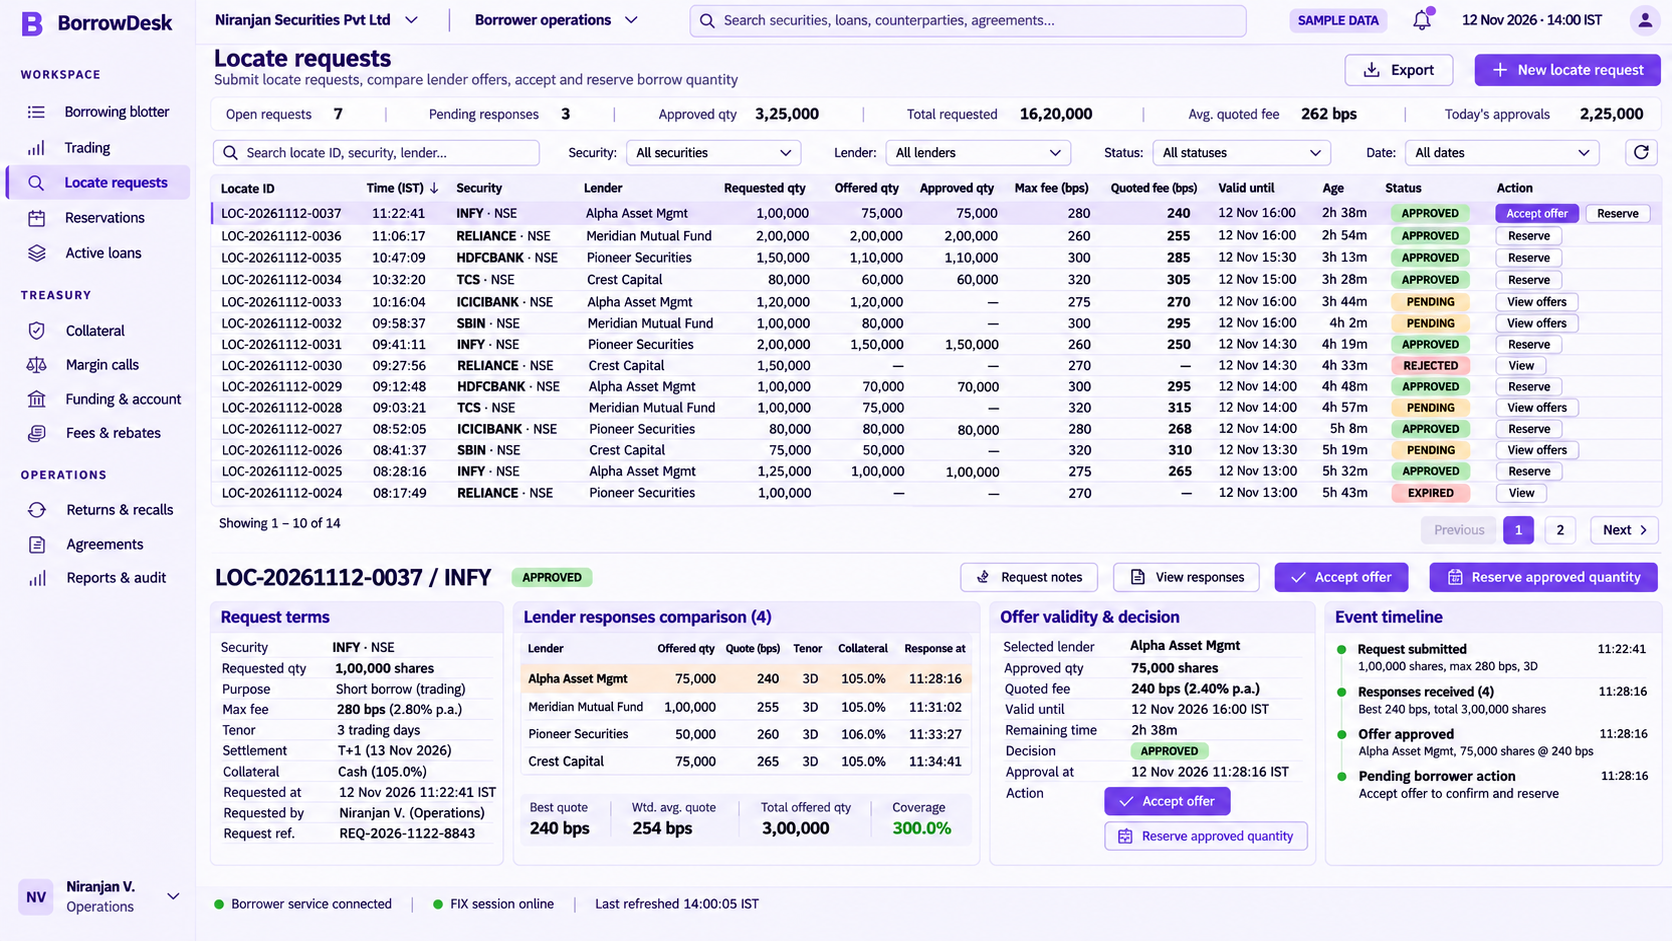 BorrowDesk
Niranjan Securities Pvt Ltd
Borrower operations
Search securities, loans, counterparties, agreements...
SAMPLE DATA
12 Nov 2026 · 14:00 IST
WORKSPACE
Borrowing blotter
Trading
Locate requests
Reservations
Active loans
TREASURY
Collateral
Margin calls
Funding & account
Fees & rebates
OPERATIONS
Returns & recalls
Agreements
Reports & audit
NV
Niranjan V.
Operations
Locate requests
Submit locate requests, compare lender offers, accept and reserve borrow quantity
Export
New locate request
Open requests 7
Pending responses 3
Approved qty 3,25,000
Total requested 16,20,000
Avg. quoted fee 262 bps
Today's approvals 2,25,000
Search locate ID, security, lender...
Security: All securities
Lender: All lenders
Status: All statuses
Date: All dates
Locate ID Time (IST) ↓ Security Lender Requested qty Offered qty Approved qty Max fee (bps) Quoted fee (bps) Valid until Age Status Action
LOC-20261112-0037 11:22:41 INFY · NSE Alpha Asset Mgmt 1,00,000 75,000 75,000 280 240 12 Nov 16:00 2h 38m APPROVED Accept offer Reserve
LOC-20261112-0036 11:06:17 RELIANCE · NSE Meridian Mutual Fund 2,00,000 2,00,000 2,00,000 260 255 12 Nov 16:00 2h 54m APPROVED Reserve
LOC-20261112-0035 10:47:09 HDFCBANK · NSE Pioneer Securities 1,50,000 1,10,000 1,10,000 300 285 12 Nov 15:30 3h 13m APPROVED Reserve
LOC-20261112-0034 10:32:20 TCS · NSE Crest Capital 80,000 60,000 60,000 320 305 12 Nov 15:00 3h 28m APPROVED Reserve
LOC-20261112-0033 10:16:04 ICICIBANK · NSE Alpha Asset Mgmt 1,20,000 1,20,000 — 275 270 12 Nov 16:00 3h 44m PENDING View offers
LOC-20261112-0032 09:58:37 SBIN · NSE Meridian Mutual Fund 1,00,000 80,000 — 300 295 12 Nov 16:00 4h 2m PENDING View offers
LOC-20261112-0031 09:41:11 INFY · NSE Pioneer Securities 2,00,000 1,50,000 1,50,000 260 250 12 Nov 14:30 4h 19m APPROVED Reserve
LOC-20261112-0030 09:27:56 RELIANCE · NSE Crest Capital 1,50,000 — — 270 — 12 Nov 14:30 4h 33m REJECTED View
LOC-20261112-0029 09:12:48 HDFCBANK · NSE Alpha Asset Mgmt 1,00,000 70,000 70,000 300 295 12 Nov 14:00 4h 48m APPROVED Reserve
LOC-20261112-0028 09:03:21 TCS · NSE Meridian Mutual Fund 1,00,000 75,000 — 320 315 12 Nov 14:00 4h 57m PENDING View offers
LOC-20261112-0027 08:52:05 ICICIBANK · NSE Pioneer Securities 80,000 80,000 80,000 280 268 12 Nov 14:00 5h 8m APPROVED Reserve
LOC-20261112-0026 08:41:37 SBIN · NSE Crest Capital 75,000 50,000 — 320 310 12 Nov 13:30 5h 19m PENDING View offers
LOC-20261112-0025 08:28:16 INFY · NSE Alpha Asset Mgmt 1,25,000 1,00,000 1,00,000 275 265 12 Nov 13:00 5h 32m APPROVED Reserve
LOC-20261112-0024 08:17:49 RELIANCE · NSE Pioneer Securities 1,00,000 — — 270 — 12 Nov 13:00 5h 43m EXPIRED View
Showing 1 – 10 of 14
Previous 1 2 Next
LOC-20261112-0037 / INFY APPROVED
Request notes
View responses
Accept offer
Reserve approved quantity
Request terms
Security INFY · NSE
Requested qty 1,00,000 shares
Purpose Short borrow (trading)
Max fee 280 bps (2.80% p.a.)
Tenor 3 trading days
Settlement T+1 (13 Nov 2026)
Collateral Cash (105.0%)
Requested at 12 Nov 2026 11:22:41 IST
Requested by Niranjan V. (Operations)
Request ref. REQ-2026-1122-8843
Lender responses comparison (4)
Lender Offered qty Quote (bps) Tenor Collateral Response at
Alpha Asset Mgmt 75,000 240 3D 105.0% 11:28:16
Meridian Mutual Fund 1,00,000 255 3D 105.0% 11:31:02
Pioneer Securities 50,000 260 3D 106.0% 11:33:27
Crest Capital 75,000 265 3D 105.0% 11:34:41
Best quote Wtd. avg. quote Total offered qty Coverage
240 bps 254 bps 3,00,000 300.0%
Offer validity & decision
Selected lender Alpha Asset Mgmt
Approved qty 75,000 shares
Quoted fee 240 bps (2.40% p.a.)
Valid until 12 Nov 2026 16:00 IST
Remaining time 2h 38m
Decision APPROVED
Approval at 12 Nov 2026 11:28:16 IST
Action Accept offer
Reserve approved quantity
Event timeline
Request submitted 11:22:41
1,00,000 shares, max 280 bps, 3D
Responses received (4) 11:28:16
Best 240 bps, total 3,00,000 shares
Offer approved 11:28:16
Alpha Asset Mgmt, 75,000 shares @ 240 bps
Pending borrower action 11:28:16
Accept offer to confirm and reserve
Borrower service connected
FIX session online
Last refreshed 14:00:05 IST